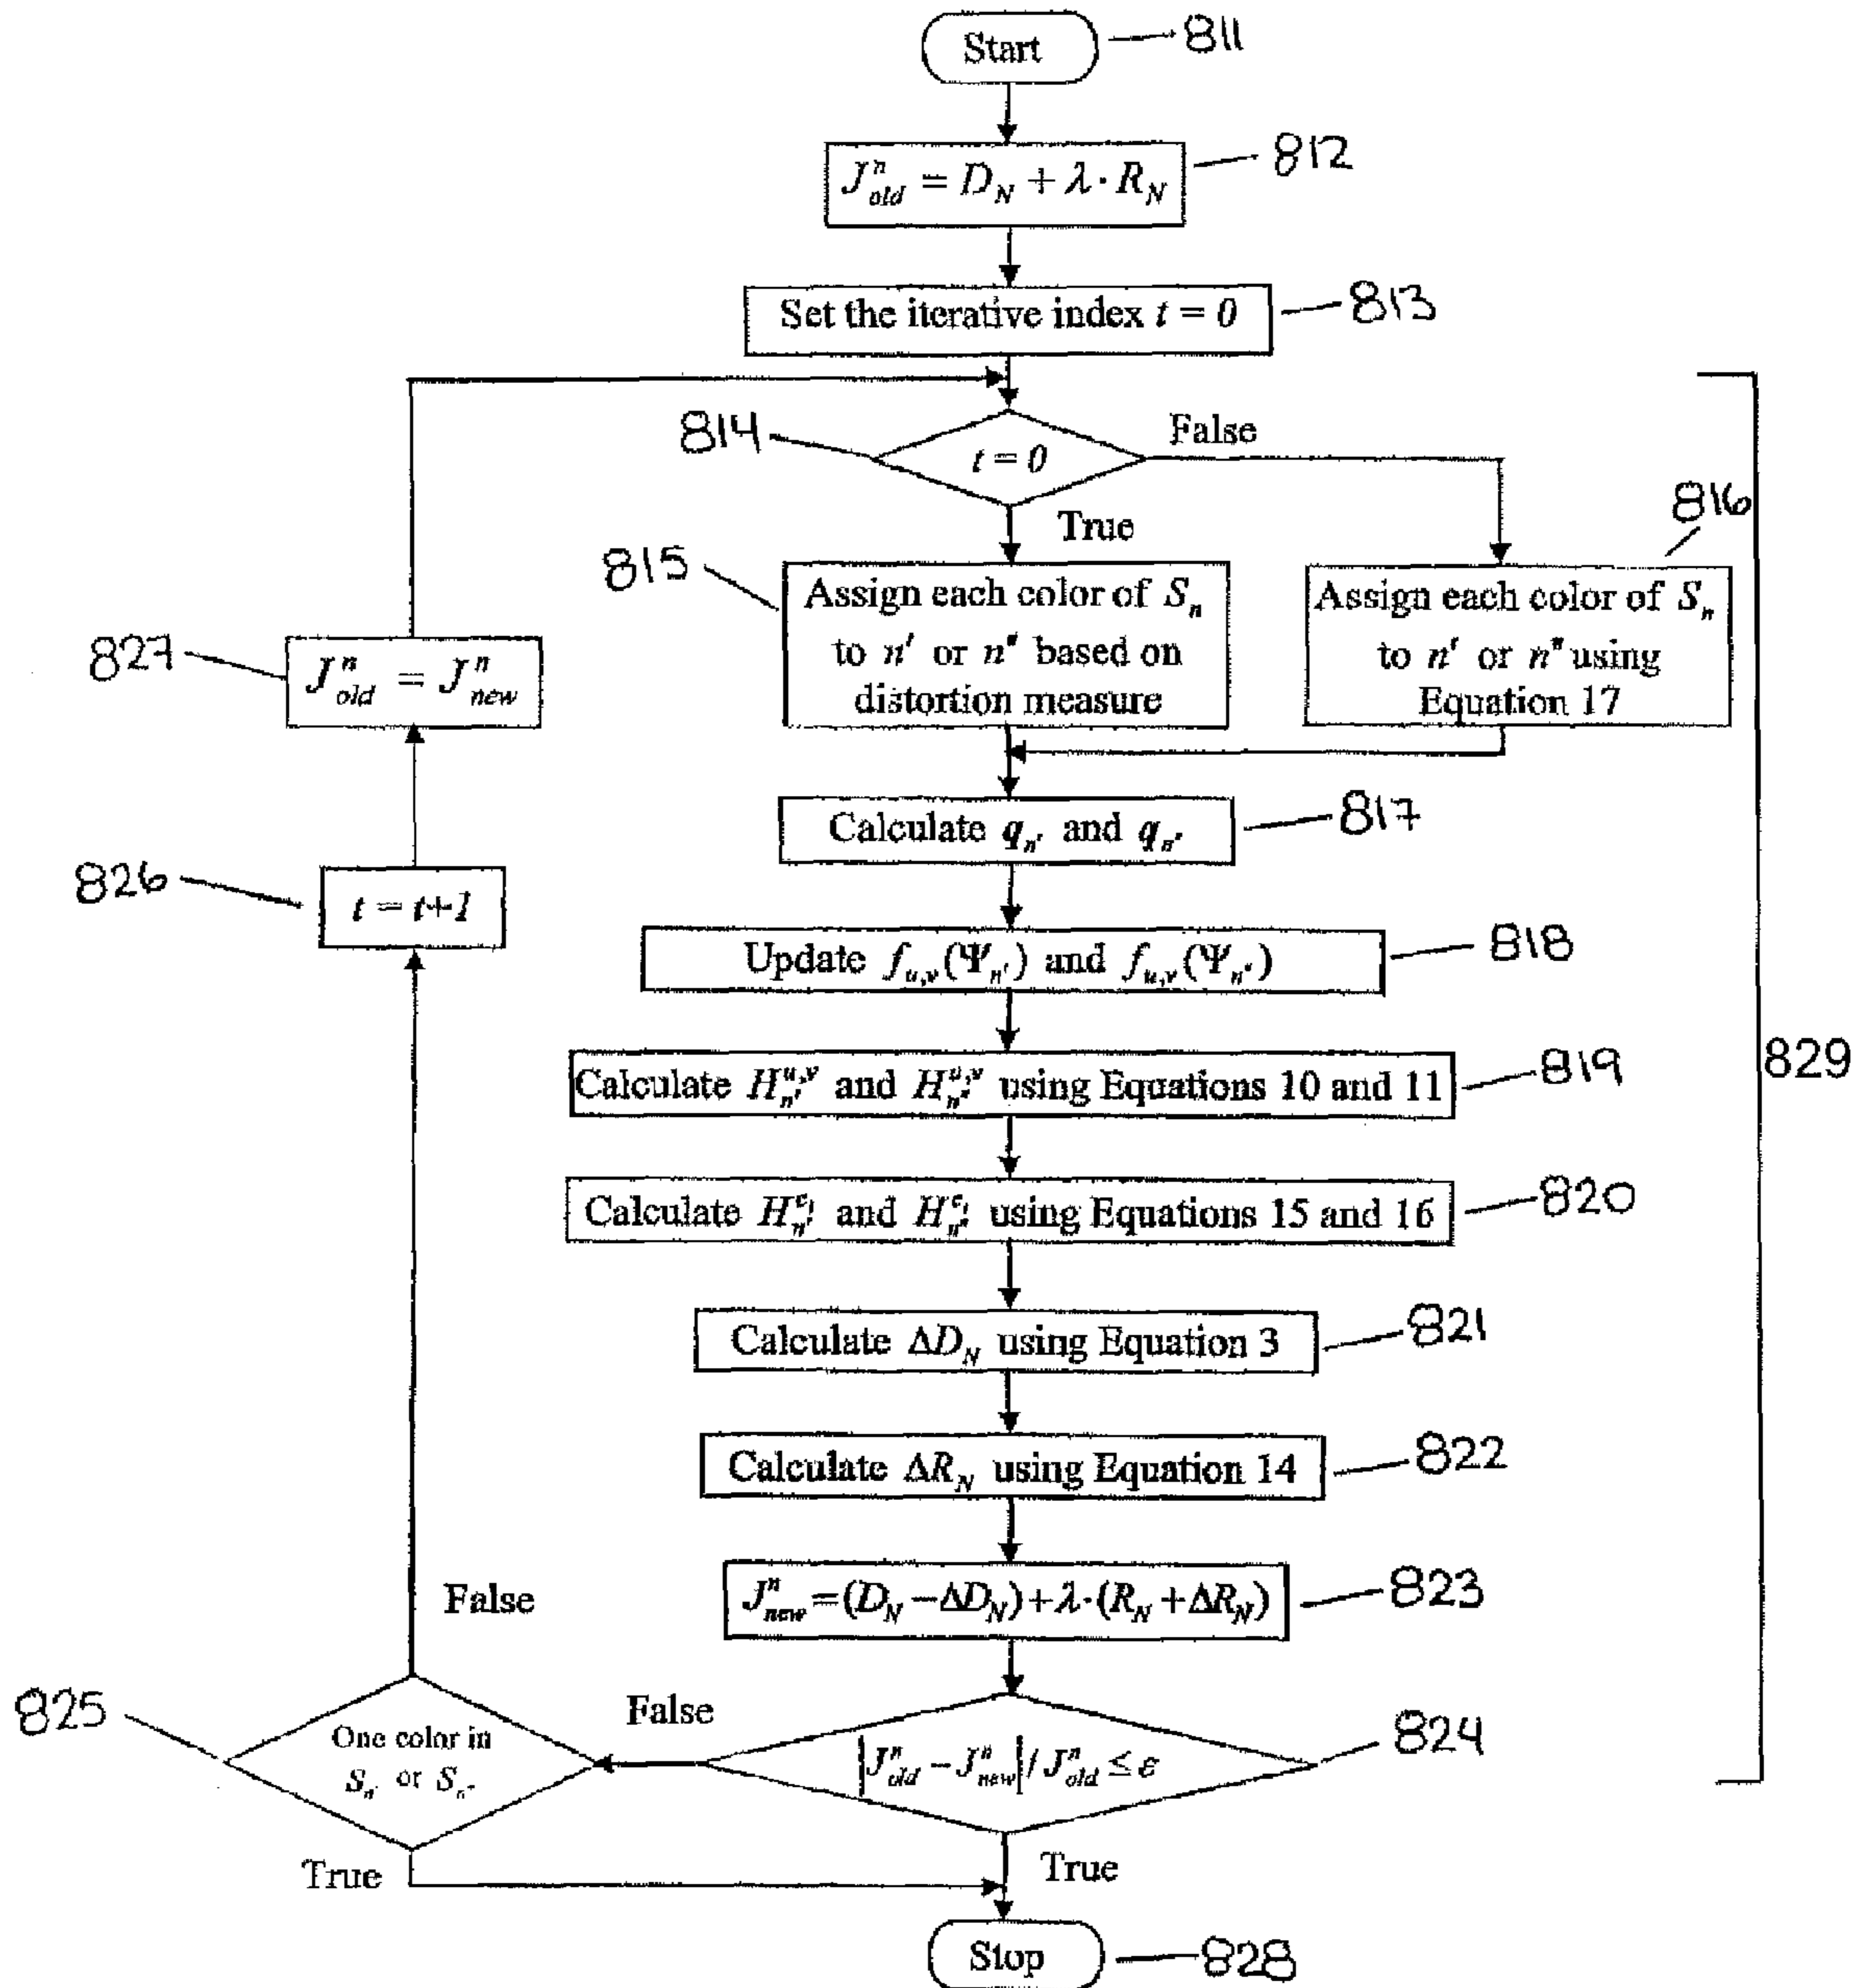 Start
811
J^n_old = D_N + λ · R_N
812
Set the iterative index t = 0
813
814
t = 0
False
True
815
Assign each color of S_n
to n' or n" based on
distortion measure
816
Assign each color of S_n
to n' or n" using
Equation 17
827
J^n_old = J^n_new
Calculate q_n' and q_n"
817
826
t = t+1
Update f_u,v(Ψ_n') and f_u,v(Ψ_n")
818
Calculate H^u,v_n' and H^u,v_n" using Equations 10 and 11
819
829
Calculate H^c_n' and H^c_n" using Equations 15 and 16
820
Calculate ΔD_N using Equation 3
821
Calculate ΔR_N using Equation 14
822
J^n_new = (D_N − ΔD_N) + λ · (R_N + ΔR_N)
823
False
825
One color in
S_n' or S_n"
False
|J^n_old − J^n_new| / J^n_old ≤ ε
824
True
True
Stop
828